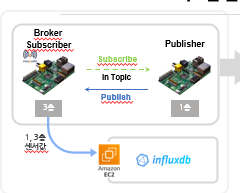 Broker
Subscriber
Publisher
Subscribe
In Topic
Publish
3층
1층
1, 3층
센서값
Amazon
EC2
influxdb